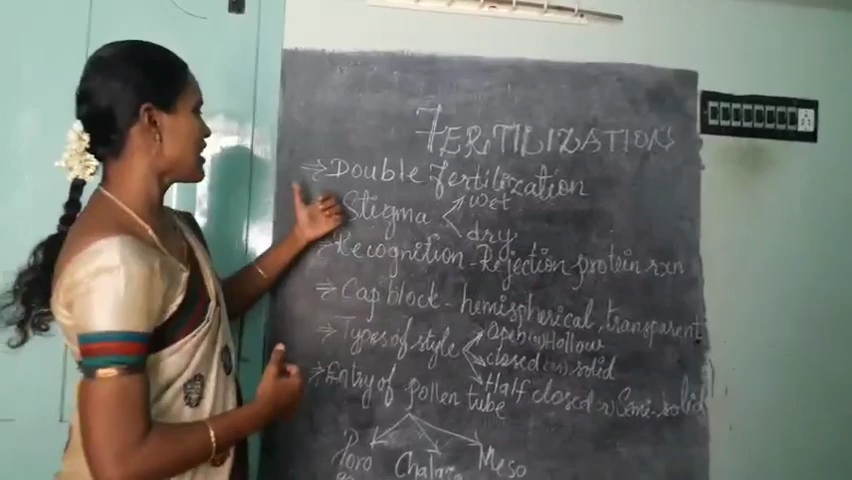 FERTILIZATION
⇒ Double fertilization
⇒ Stigma < wet
dry
⇒ Recognition - Rejection protein rxn
⇒ Cap block - hemispherical, transparent
⇒ Types of style < open (or) Hollow
closed (or) solid
Half closed or Semi-solid
⇒ Entry of pollen tube
Poro Chalaza Meso